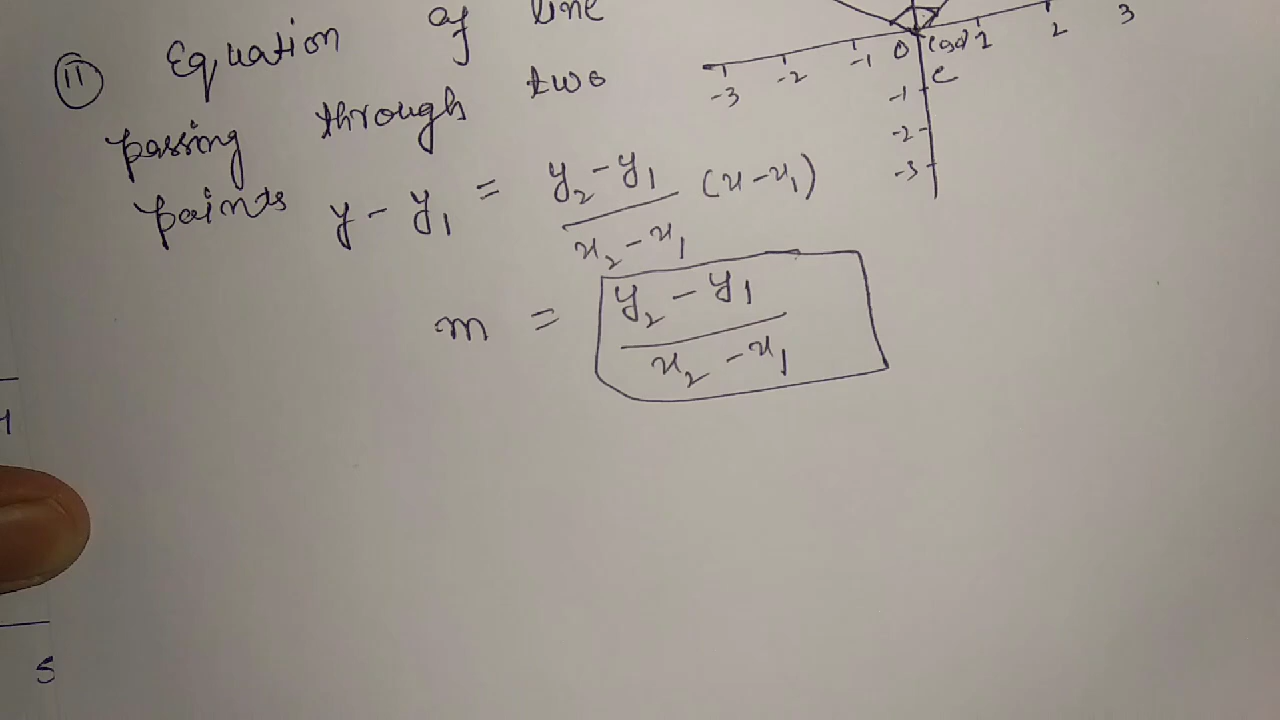 (11) Equation of line
passing through two
points y - y₁ = y₂ - y₁ / x₂ - x₁ (x - x₁)
m = y₂ - y₁ / x₂ - x₁
-3 -2 -1 0 1 2 3
C
-1
-2
-3
5